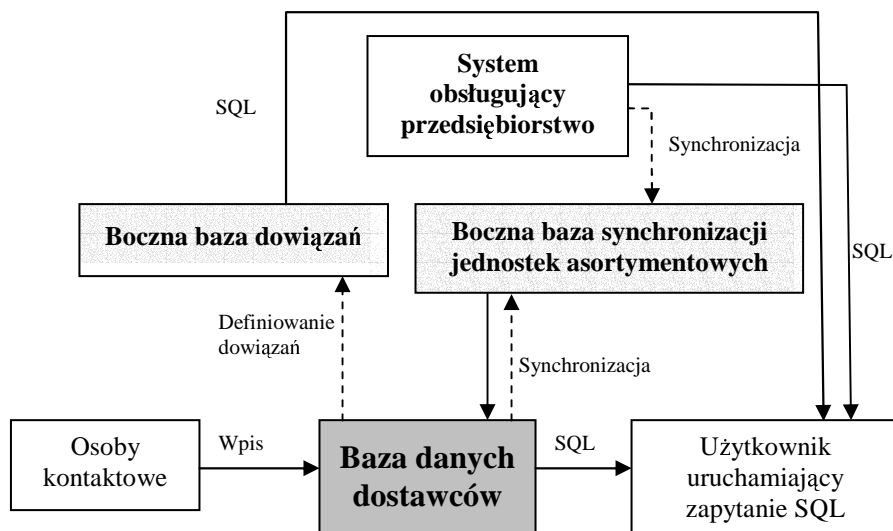 System
obsługujący
przedsiębiorstwo
SQL
Synchronizacja
Boczna baza dowiązań
Boczna baza synchronizacji
jednostek asortymentowych
SQL
Definiowanie
dowiązań
Synchronizacja
Osoby
kontaktowe
Wpis
Baza danych
dostawców
SQL
Użytkownik
uruchamiający
zapytanie SQL